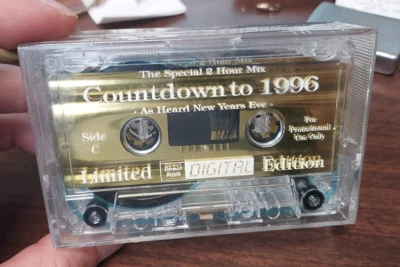 The Special 2 Hour Mix
Countdown to 1996
- As Heard New Years Eve -
Side
C
For
Promotional
Use Only
Limited
DIGITAL
Edition